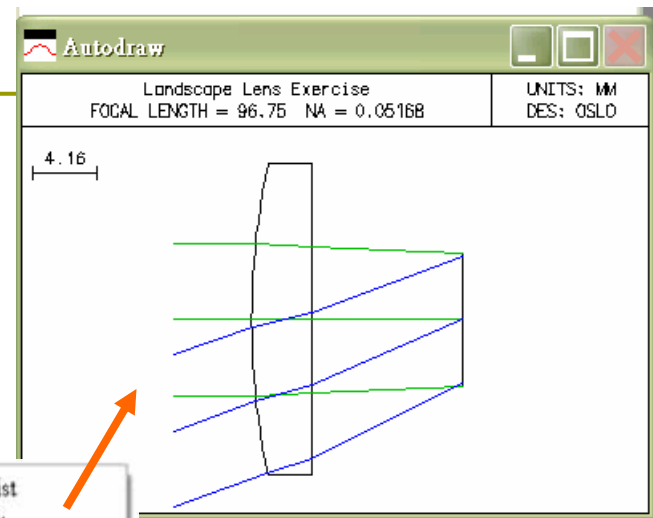 Autodraw
Landscape Lens Exercise
FOCAL LENGTH = 96.75 NA = 0.05168
UNITS: MM
DES: OSLO
4.16
ist